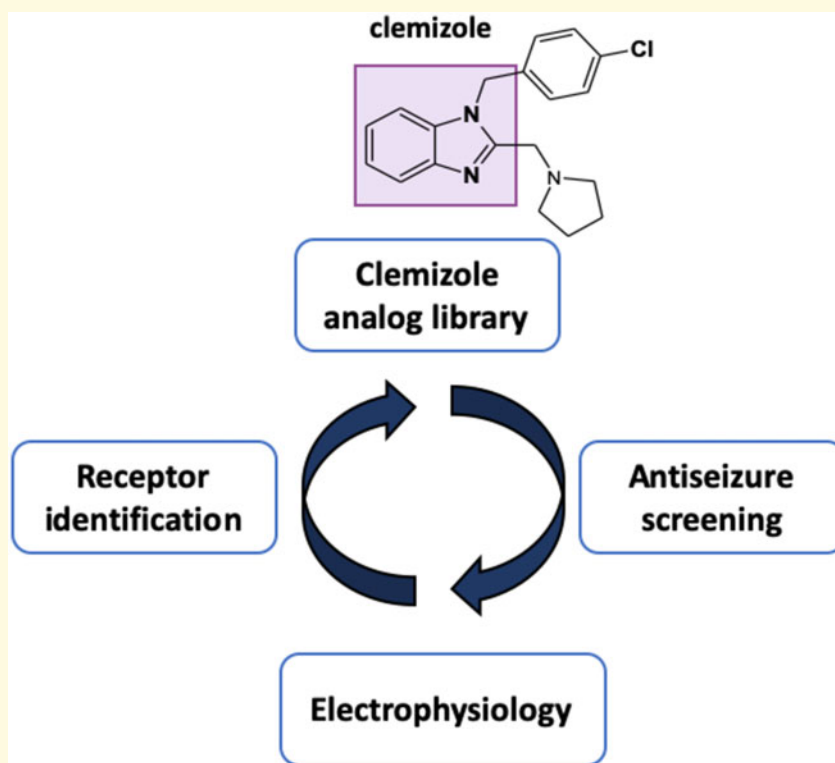 clemizole
Cl
N
N
N
Clemizole
analog library
Receptor
identification
Antiseizure
screening
Electrophysiology